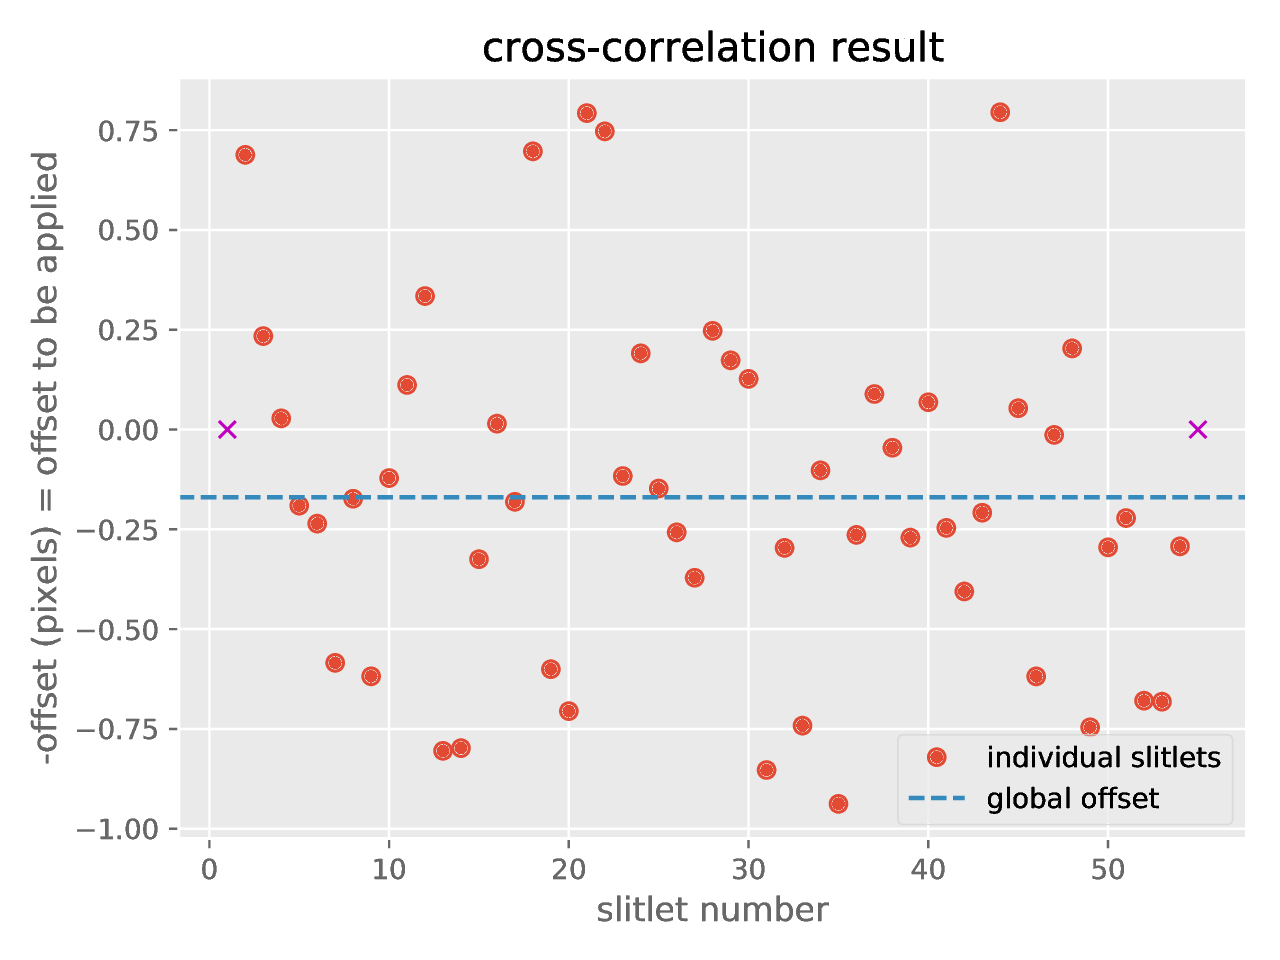 cross-correlation result
-offset (pixels) = offset to be applied
0.75
0.50
0.25
0.00
−0.25
−0.50
−0.75
−1.00
individual slitlets
global offset
0 10 20 30 40 50
slitlet number